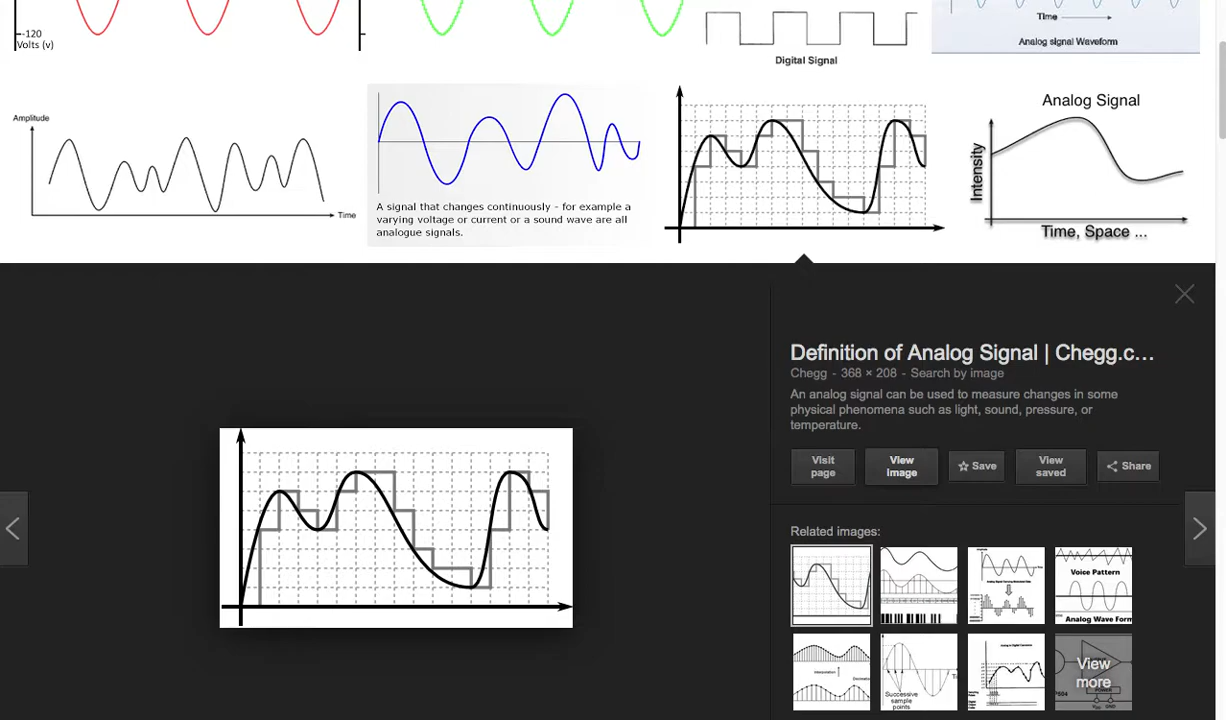 -120
Volts (v)
Digital Signal
Time
Analog signal Waveform
Amplitude
Time
A signal that changes continuously - for example a
varying voltage or current or a sound wave are all
analogue signals.
Analog Signal
Intensity
Time, Space ...
Definition of Analog Signal | Chegg.c...
Chegg - 368 × 208 - Search by image
An analog signal can be used to measure changes in some
physical phenomena such as light, sound, pressure, or
temperature.
Visit
page
View
image
Save
View
saved
Share
Related images:
Voice Pattern
Analog Wave Form
Successive
sample
points
View
more